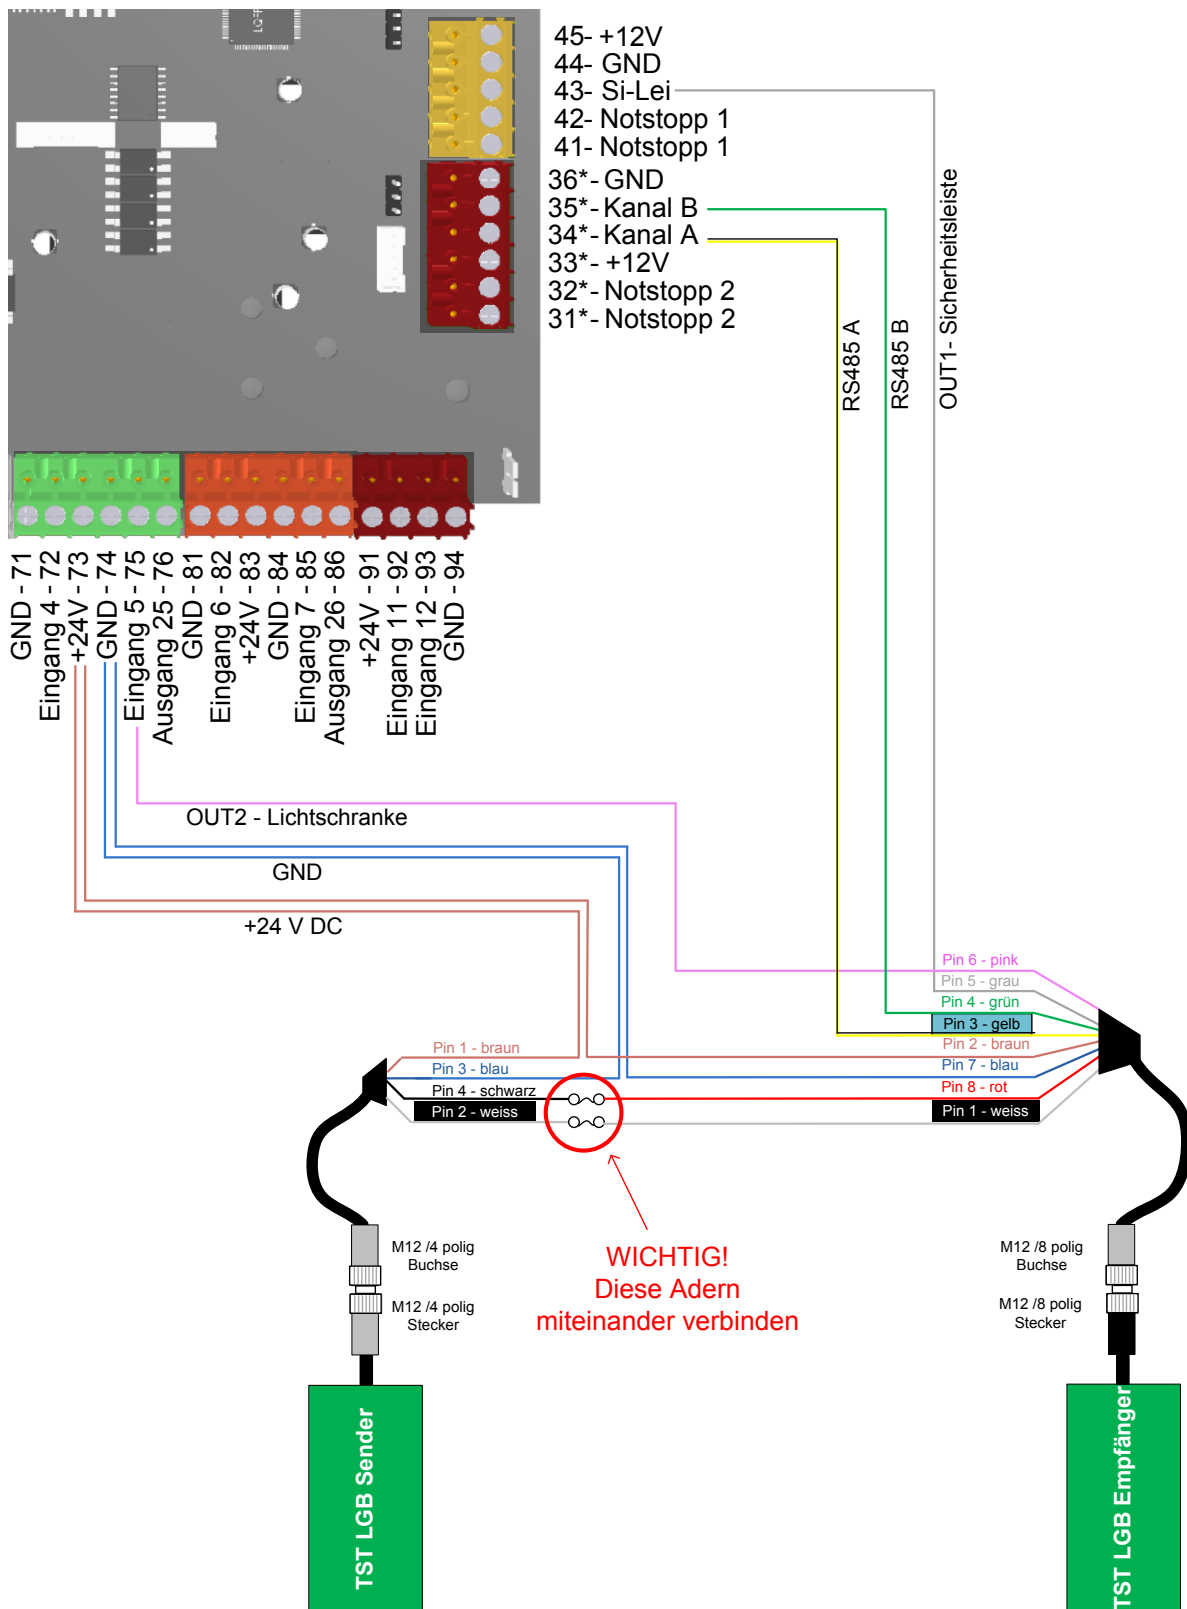 LQFP
45- +12V
44- GND
43- Si-Lei
42- Notstopp 1
41- Notstopp 1
36*- GND
35*- Kanal B
34*- Kanal A
33*- +12V
32*- Notstopp 2
31*- Notstopp 2
RS485 A
RS485 B
OUT1- Sicherheitsleiste
GND - 71
Eingang 4 - 72
+24V - 73
GND - 74
Eingang 5 - 75
Ausgang 25 - 76
GND - 81
Eingang 6 - 82
+24V - 83
GND - 84
Eingang 7 - 85
Ausgang 26 - 86
+24V - 91
Eingang 11 - 92
Eingang 12 - 93
GND - 94
OUT2 - Lichtschranke
GND
+24 V DC
Pin 6 - pink
Pin 5 - grau
Pin 4 - grün
Pin 3 - gelb
Pin 2 - braun
Pin 7 - blau
Pin 8 - rot
Pin 1 - weiss
Pin 1 - braun
Pin 3 - blau
Pin 4 - schwarz
Pin 2 - weiss
WICHTIG!
Diese Adern
miteinander verbinden
M12 /4 polig
Buchse
M12 /4 polig
Stecker
M12 /8 polig
Buchse
M12 /8 polig
Stecker
TST LGB Sender
TST LGB Empfänger